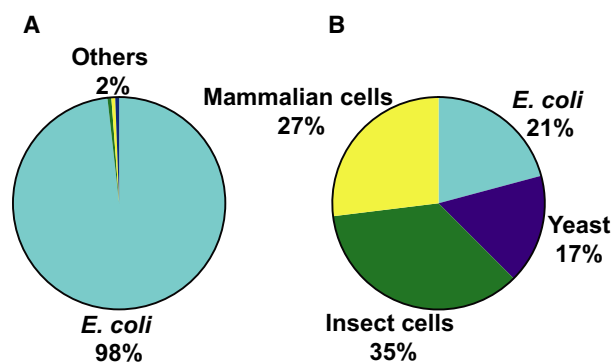 A
Others
2%
E. coli
98%
B
Mammalian cells
27%
E. coli
21%
Yeast
17%
Insect cells
35%